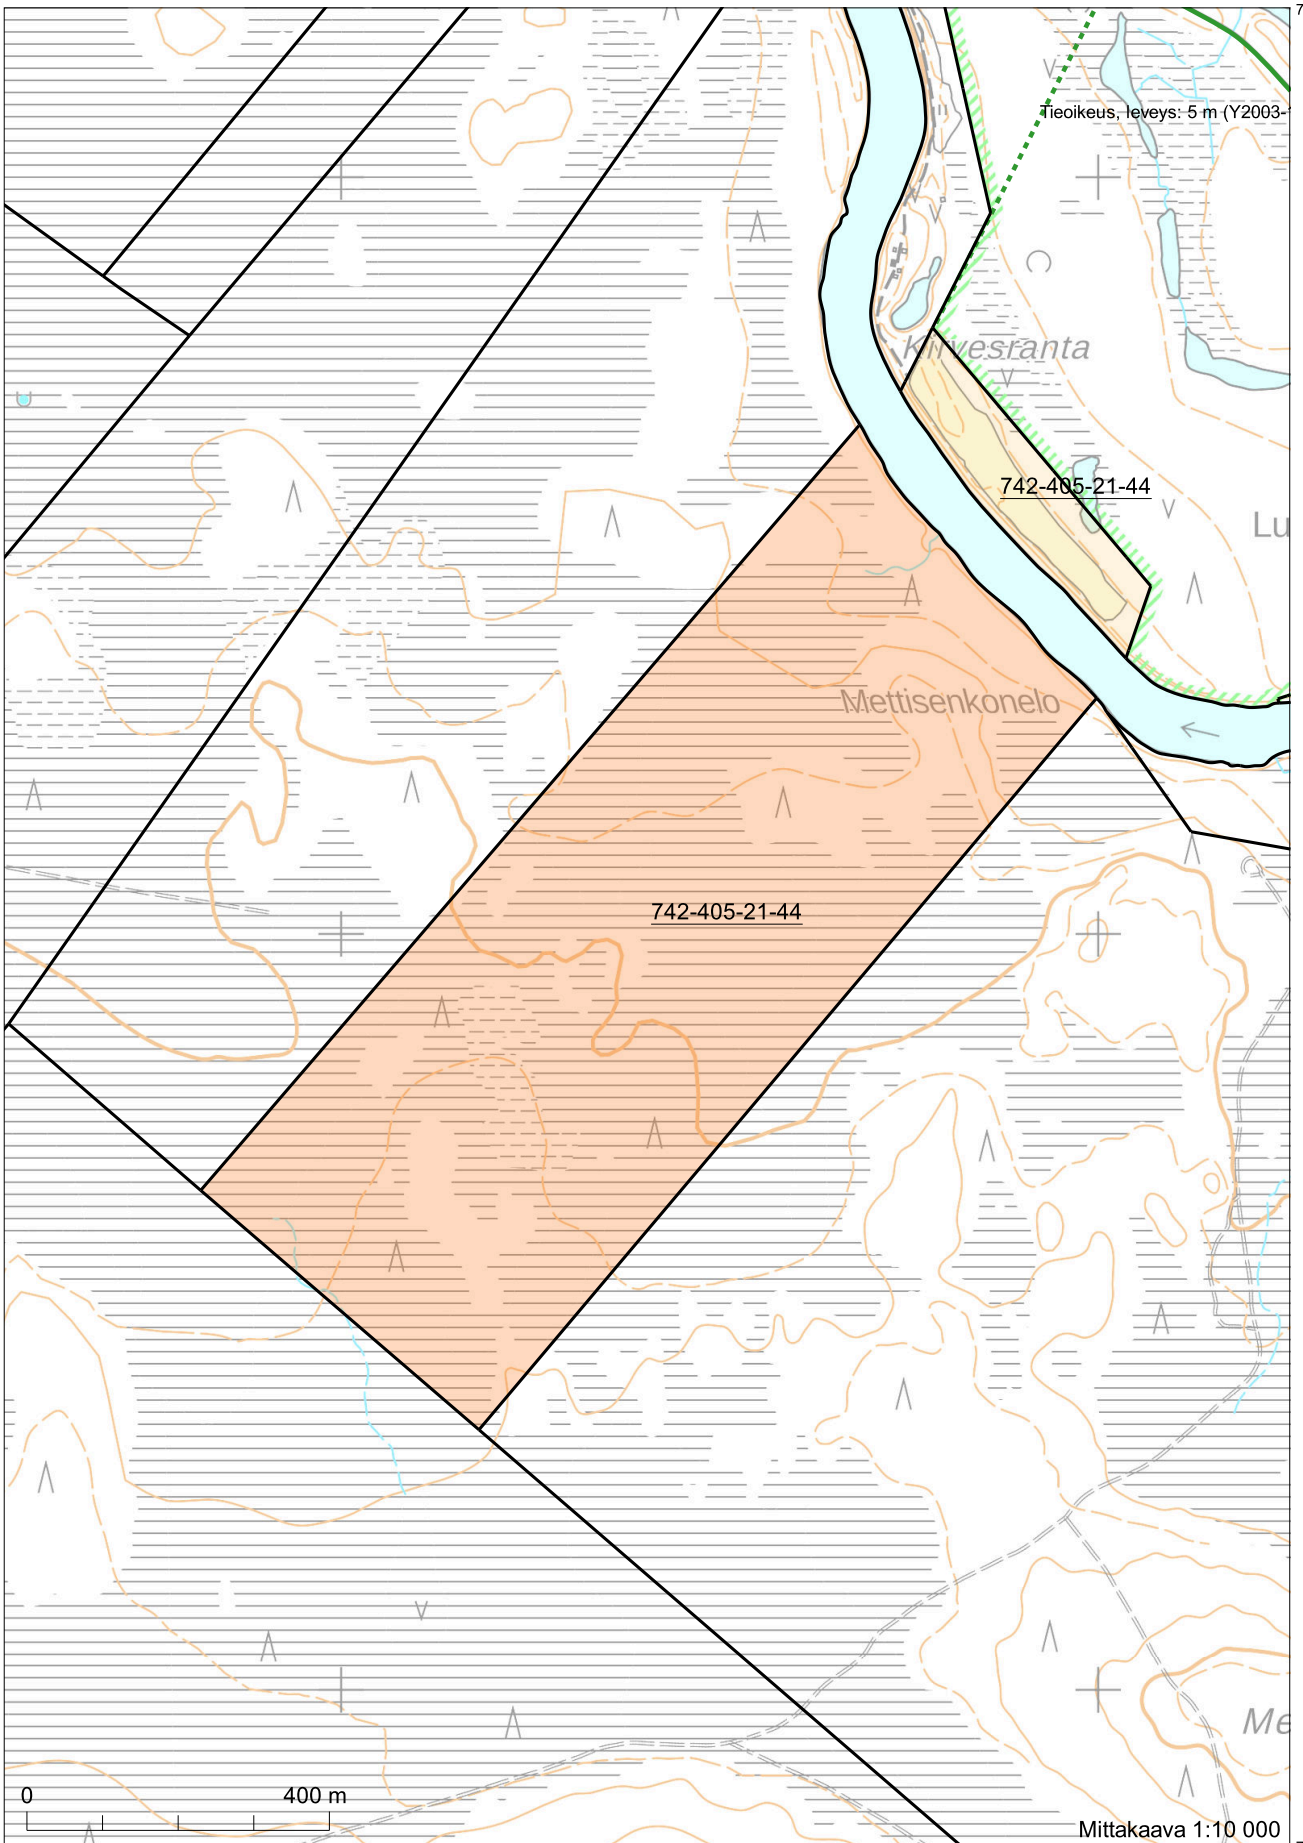 7
Tieoikeus, leveys: 5 m (Y2003-
Kirvesranta
742-405-21-44
Lu
Mettisenkonelo
742-405-21-44
Me
0 400 m
Mittakaava 1:10 000